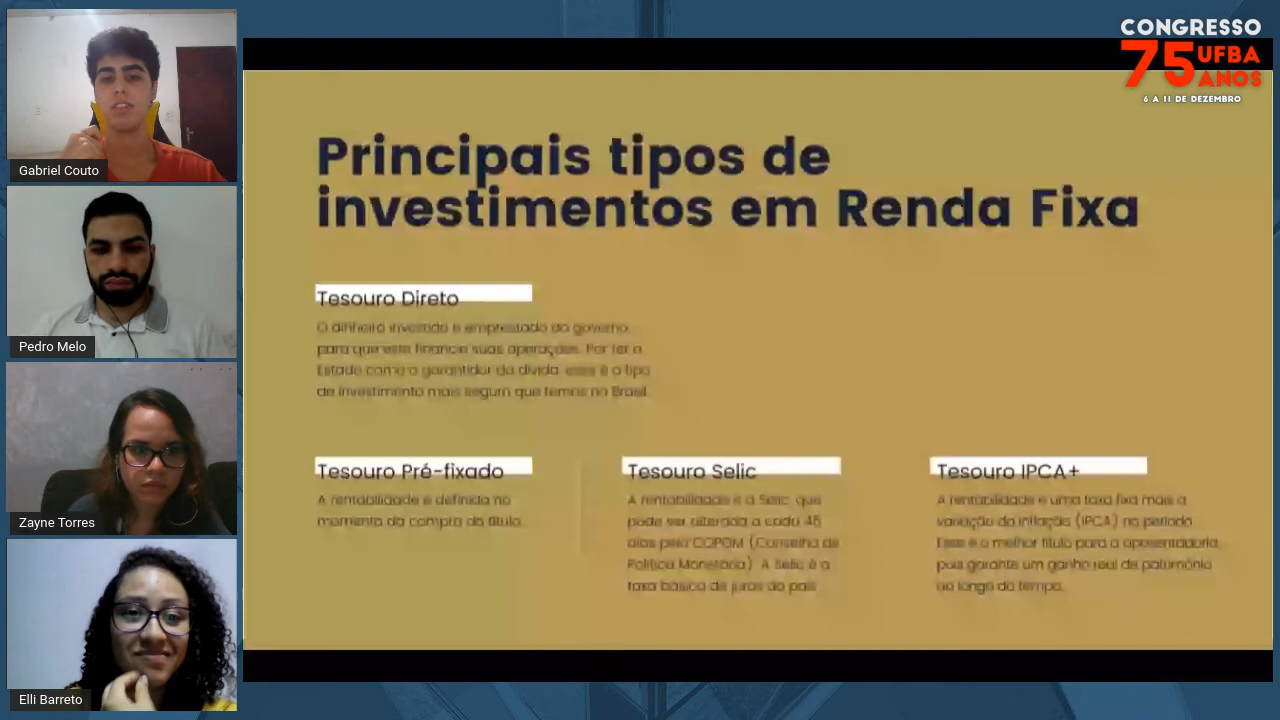 CONGRESSO
75 UFBA
ANOS
6 A 11 DE DEZEMBRO
Gabriel Couto
Pedro Melo
Zayne Torres
Elli Barreto
Principais tipos de
investimentos em Renda Fixa
Tesouro Direto
O dinheiro investido é emprestado ao governo,
para que este financie suas operações. Por ter o
Estado como o garantidor da dívida, esse é o tipo
de investimento mais seguro que temos no Brasil.
Tesouro Pré-fixado
A rentabilidade é definida no
momento da compra do título.
Tesouro Selic
A rentabilidade é a Selic, que
pode ser alterada a cada 45
dias pelo COPOM (Conselho de
Política Monetária). A Selic é a
taxa básica de juros do país
Tesouro IPCA+
A rentabilidade é uma taxa fixa mais a
variação da inflação (IPCA) no período.
Esse é o melhor título para a aposentadoria,
pois garante um ganho real de patrimônio
ao longo do tempo.